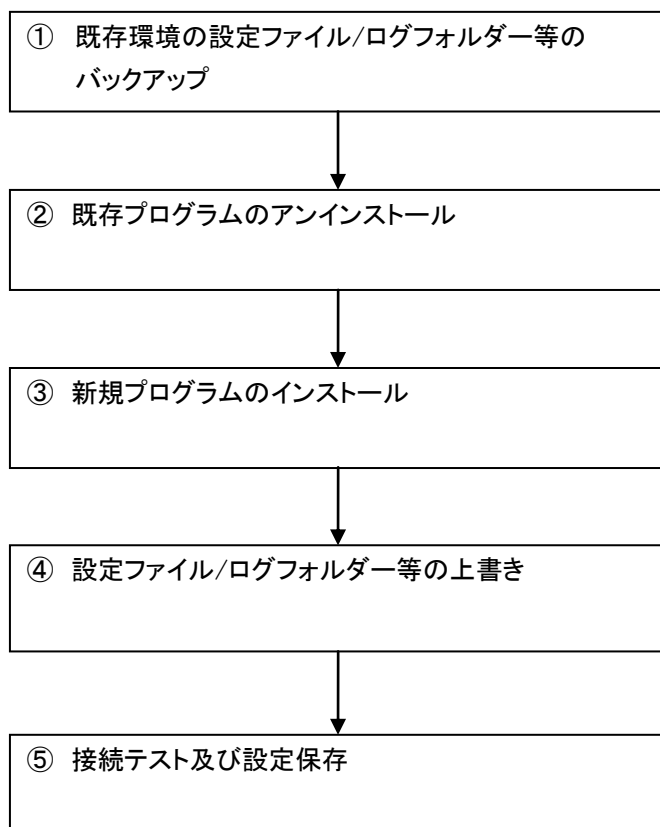 ① 既存環境の設定ファイル/ログフォルダー等の
バックアップ
② 既存プログラムのアンインストール
③ 新規プログラムのインストール
④ 設定ファイル/ログフォルダー等の上書き
⑤ 接続テスト及び設定保存